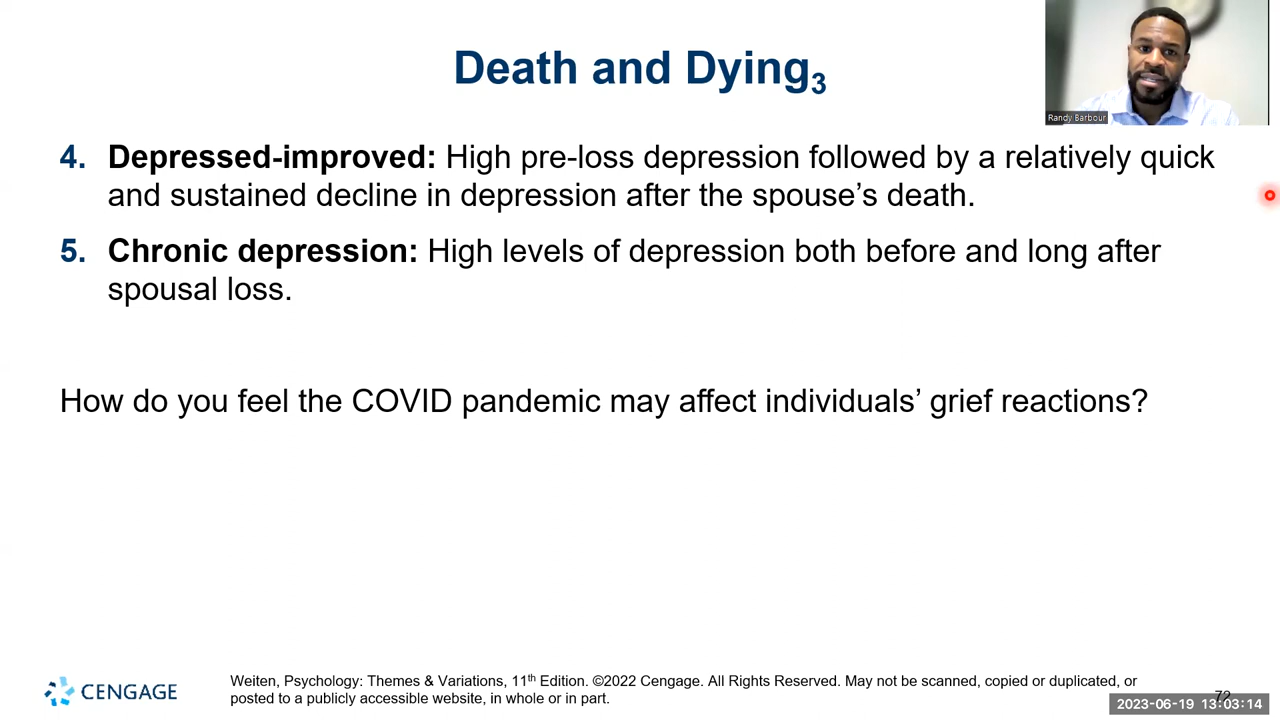 Death and Dying3
Randy Barbour
4. Depressed-improved: High pre-loss depression followed by a relatively quick
and sustained decline in depression after the spouse’s death.
5. Chronic depression: High levels of depression both before and long after
spousal loss.
How do you feel the COVID pandemic may affect individuals’ grief reactions?
CENGAGE
Weiten, Psychology: Themes & Variations, 11th Edition. ©2022 Cengage. All Rights Reserved. May not be scanned, copied or duplicated, or
posted to a publicly accessible website, in whole or in part.
72
2023-06-19 13:03:14